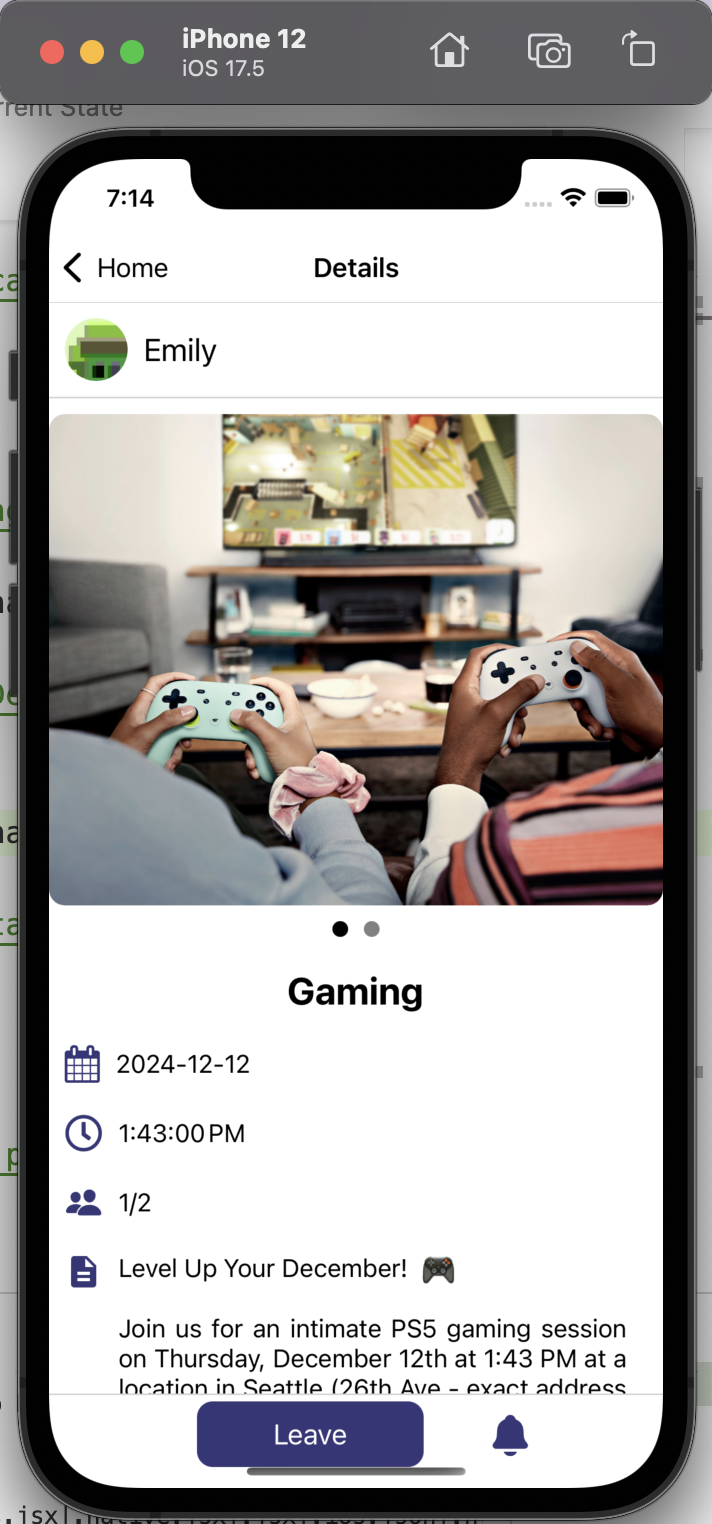 iPhone 12
iOS 17.5
rrent State
7:14
Home
Details
Emily
Gaming
2024-12-12
1:43:00 PM
1/2
Level Up Your December! 🎮
Join us for an intimate PS5 gaming session
on Thursday, December 12th at 1:43 PM at a
location in Seattle (26th Ave - exact address
Leave